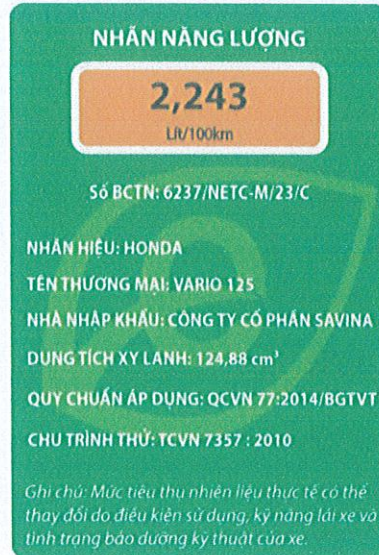 NHÃN NĂNG LƯỢNG
2,243
Lít/100km
Số BCTN: 6237/NETC-M/23/C
NHÃN HIỆU: HONDA
TÊN THƯƠNG MẠI: VARIO 125
NHÀ NHẬP KHẨU: CÔNG TY CỔ PHẦN SAVINA
DUNG TÍCH XY LANH: 124,88 cm³
QUY CHUẨN ÁP DỤNG: QCVN 77:2014/BGTVT
CHU TRÌNH THỬ: TCVN 7357 : 2010
Ghi chú: Mức tiêu thụ nhiên liệu thực tế có thể
thay đổi do điều kiện sử dụng, kỹ năng lái xe và
tình trạng bảo dưỡng kỹ thuật của xe.